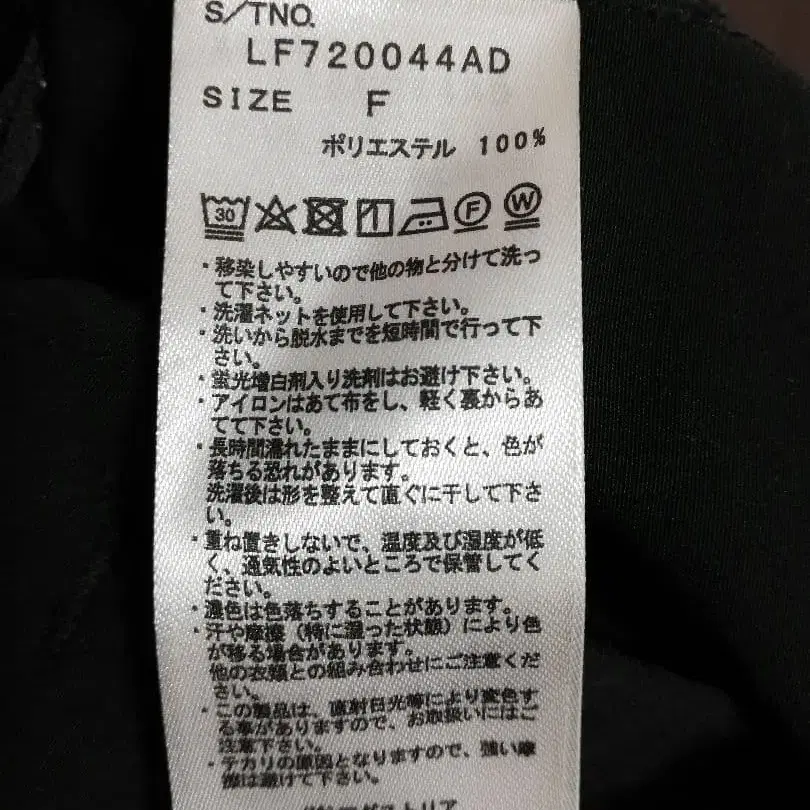 S/TNO.
LF720044AD
SIZE F
ポリエステル 100%
30 F W
・移染しやすいので他の物と分けて洗っ
て下さい。
・洗濯ネットを使用して下さい。
・洗いから脱水までを短時間で行って下
さい。
・蛍光増白剤入り洗剤はお避け下さい。
・アイロンはあて布をし、軽く裏からあ
てて下さい。
・長時間濡れたままにしておくと、色が
落ちる恐れがあります。
洗濯後は形を整えて直ぐに干して下さ
い。
・重ね置きしないで、温度及び湿度が低
く、通気性のよいところで保管してく
ださい。
・濃色は色落ちすることがあります。
・汗や摩擦（特に湿った状態）により色
が移る場合があります。
他の衣類との組み合わせにご注意くだ
さい。
・この製品は、直射日光等により変色す
る事がありますので、お取扱いにはご
注意下さい。
・テカリの原因となりますので、強い摩
擦は避けて下さい。